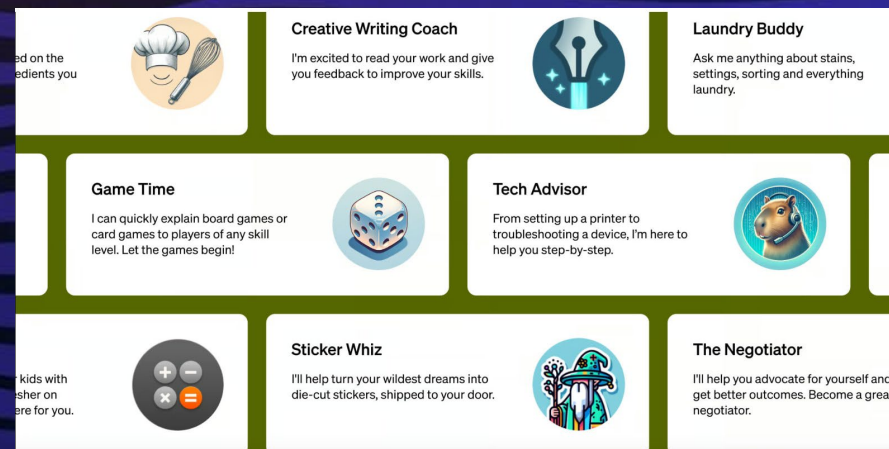 ed on the
edients you
Creative Writing Coach
I'm excited to read your work and give
you feedback to improve your skills.
Laundry Buddy
Ask me anything about stains,
settings, sorting and everything
laundry.
Game Time
I can quickly explain board games or
card games to players of any skill
level. Let the games begin!
Tech Advisor
From setting up a printer to
troubleshooting a device, I'm here to
help you step-by-step.
kids with
esher on
ere for you.
Sticker Whiz
I'll help turn your wildest dreams into
die-cut stickers, shipped to your door.
The Negotiator
I'll help you advocate for yourself and
get better outcomes. Become a grea
negotiator.